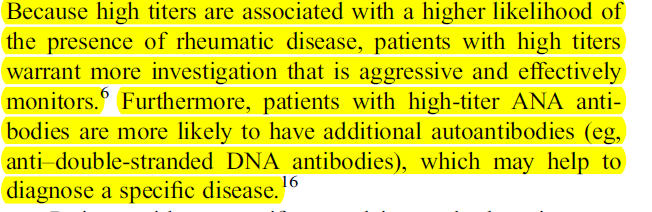 Because high titers are associated with a higher likelihood of
the presence of rheumatic disease, patients with high titers
warrant more investigation that is aggressive and effectively
monitors.6 Furthermore, patients with high-titer ANA anti-
bodies are more likely to have additional autoantibodies (eg,
anti–double-stranded DNA antibodies), which may help to
diagnose a specific disease.16